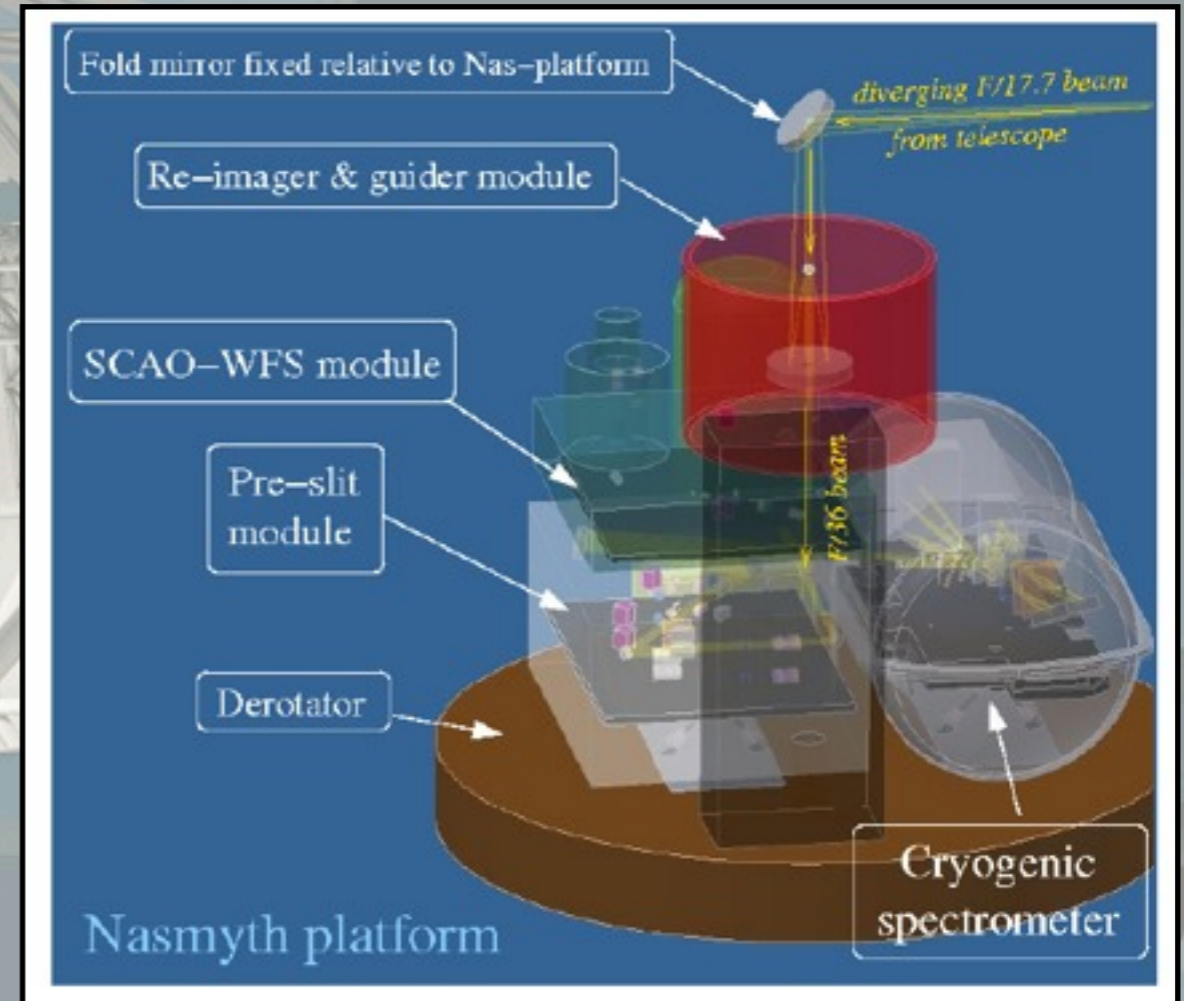 Fold mirror fixed relative to Nas-platform
diverging F/17.7 beam
from telescope
Re-imager & guider module
SCAO-WFS module
F/36 beam
Pre-slit
module
Derotator
Cryogenic
spectrometer
Nasmyth platform